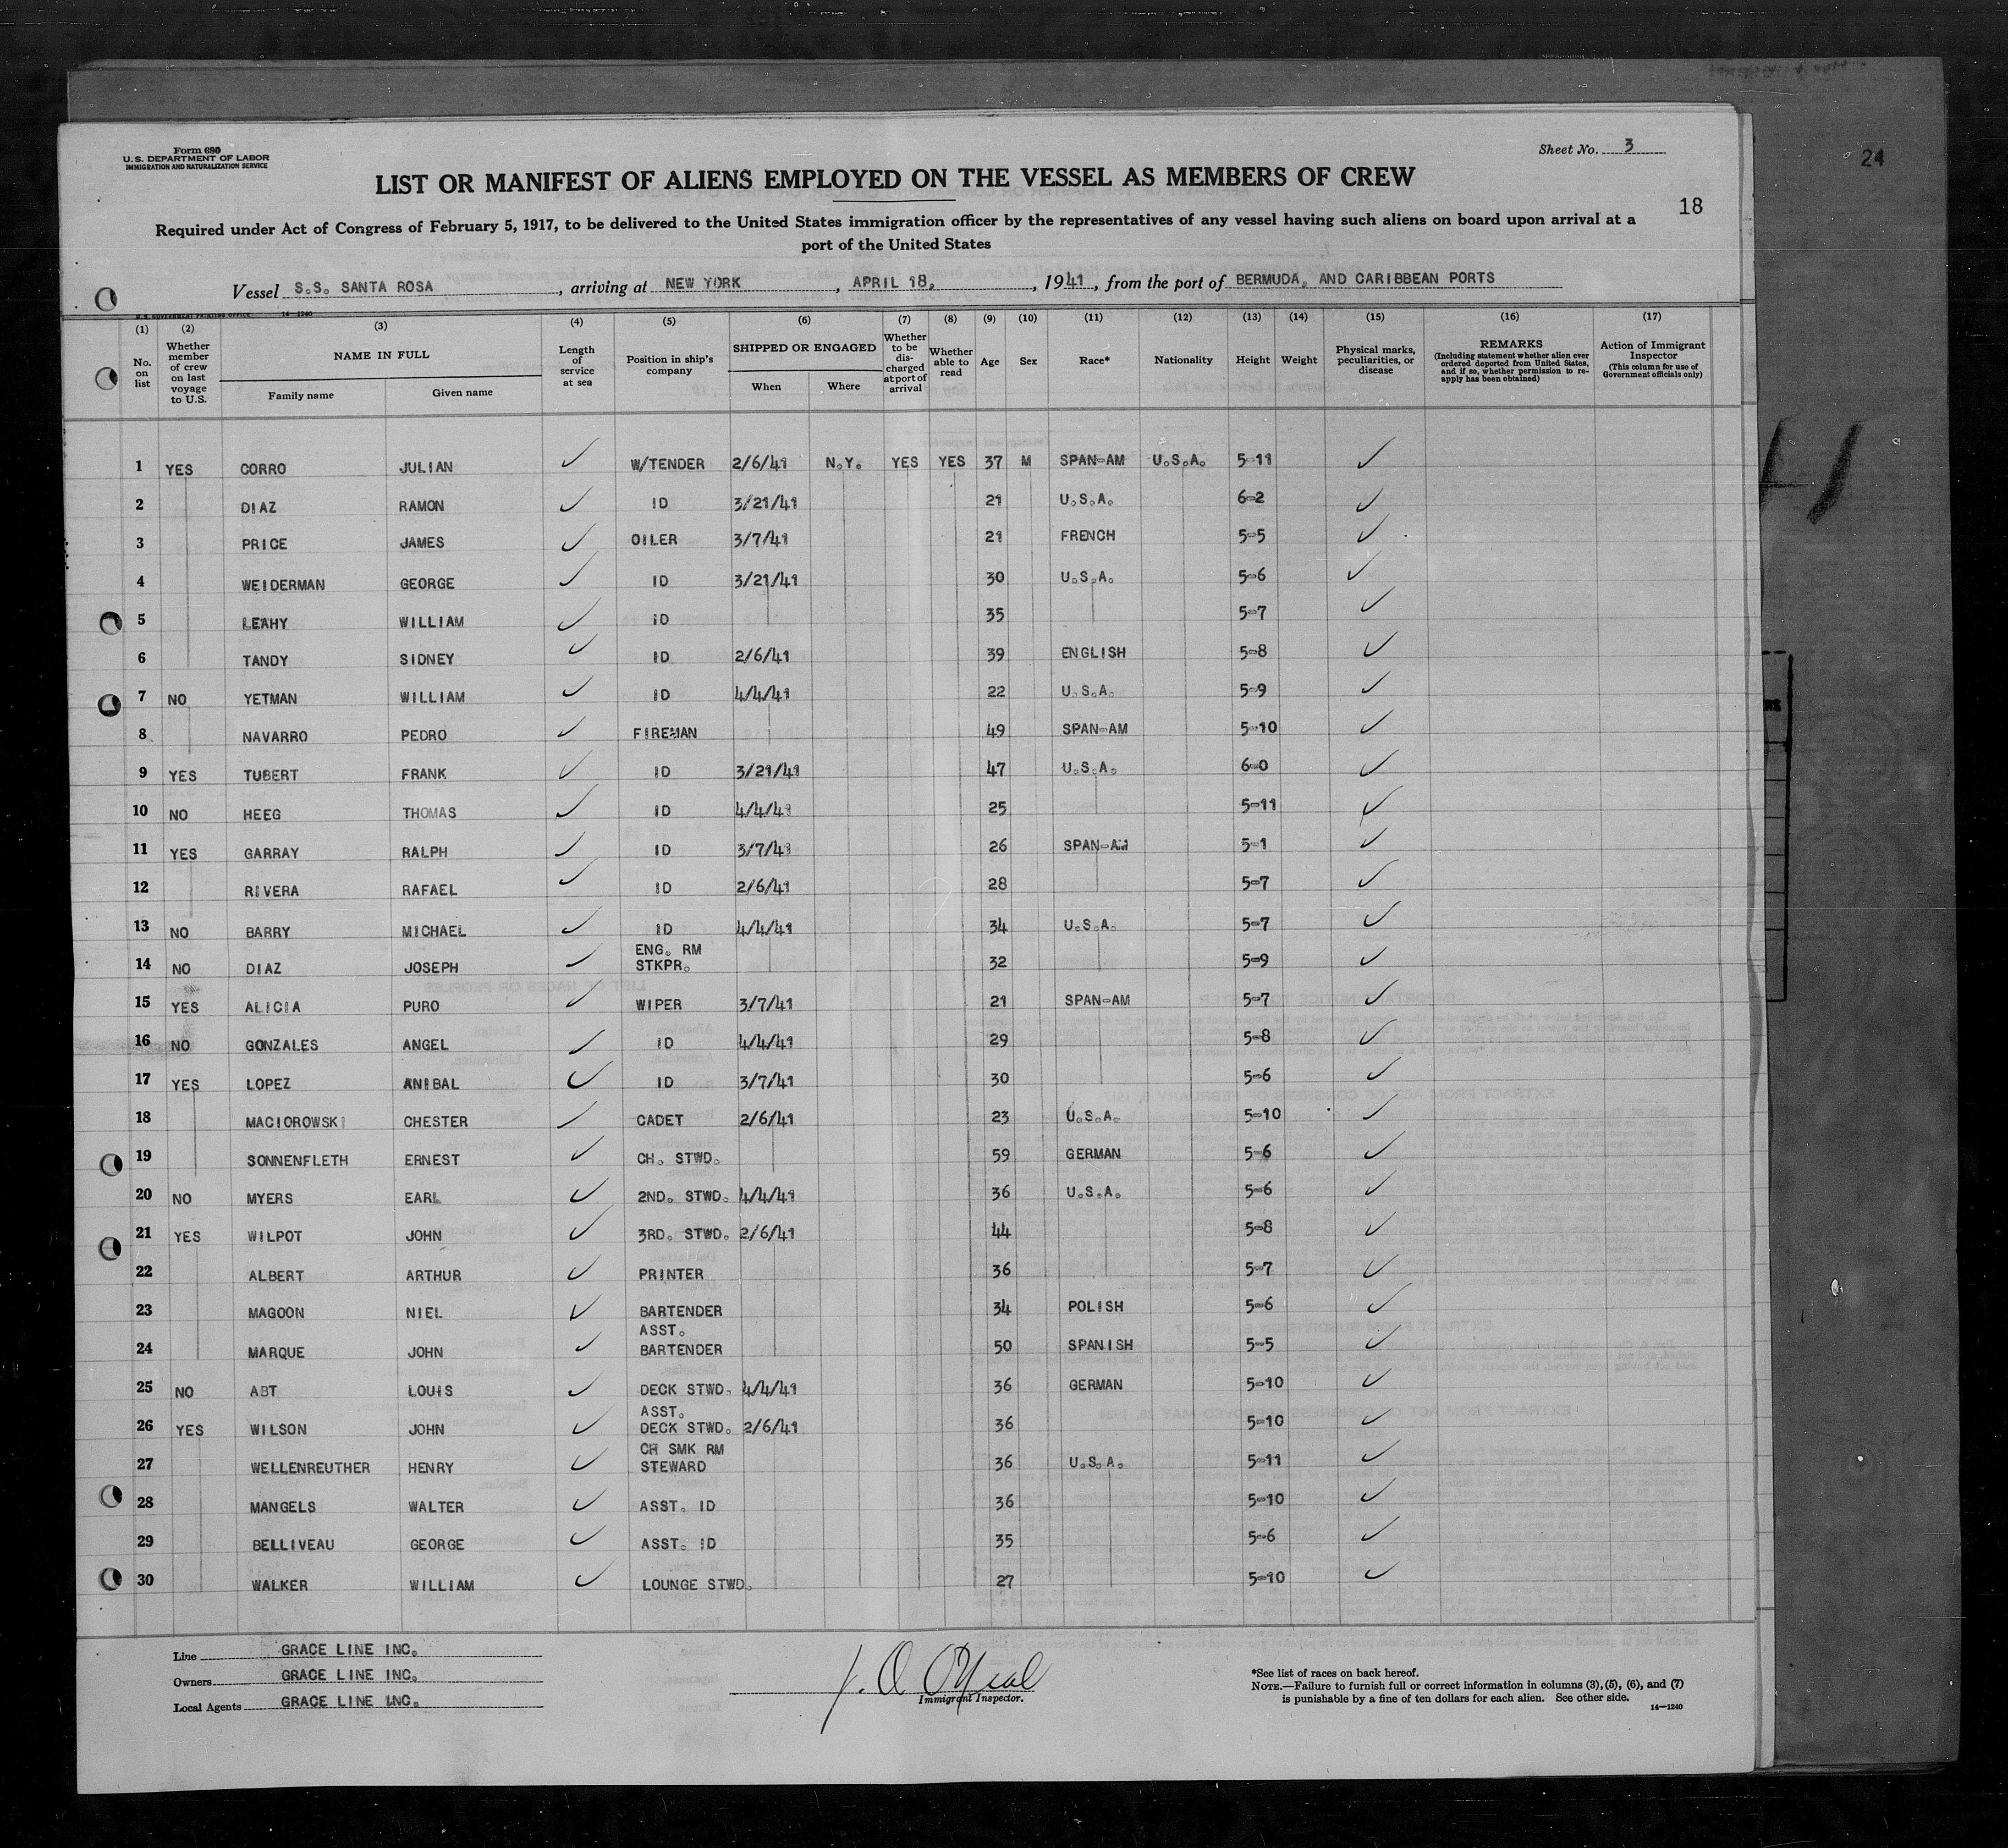 24
Form 680
U.S. DEPARTMENT OF LABOR
IMMIGRATION AND NATURALIZATION SERVICE
Sheet No. 3
LIST OR MANIFEST OF ALIENS EMPLOYED ON THE VESSEL AS MEMBERS OF CREW
18
Required under Act of Congress of February 5, 1917, to be delivered to the United States immigration officer by the representatives of any vessel having such aliens on board upon arrival at a
port of the United States
Vessel S.S. SANTA ROSA, arriving at NEW YORK, APRIL 18, 1941, from the port of BERMUDA, AND CARIBBEAN PORTS
U.S. GOVERNMENT PRINTING OFFICE 14—1240
(1) (2) (3) (4) (5) (6) (7) (8) (9) (10) (11) (12) (13) (14) (15) (16) (17)
No. on list
Whether member of crew on last voyage to U.S.
NAME IN FULL
Family name
Given name
Length of service at sea
Position in ship's company
SHIPPED OR ENGAGED
When
Where
Whether to be discharged at port of arrival
Whether able to read
Age
Sex
Race*
Nationality
Height
Weight
Physical marks, peculiarities, or disease
REMARKS
(Including statement whether alien ever ordered deported from United States, and if so, whether permission to reapply has been obtained)
Action of Immigrant Inspector
(This column for use of Government officials only)
1 YES CORRO JULIAN ✓ W/TENDER 2/6/41 N.Y. YES YES 37 M SPAN-AM U.S.A. 5-11 ✓
2 DIAZ RAMON ✓ ID 3/21/41 21 U.S.A. 6-2 ✓
3 PRICE JAMES ✓ OILER 3/7/41 21 FRENCH 5-5 ✓
4 WEIDERMAN GEORGE ✓ ID 3/21/41 30 U.S.A. 5-6 ✓
5 LEAHY WILLIAM ✓ ID 35 5-7 ✓
6 TANDY SIDNEY ✓ ID 2/6/41 39 ENGLISH 5-8 ✓
7 NO YETMAN WILLIAM ✓ ID 4/4/41 22 U.S.A. 5-9 ✓
8 NAVARRO PEDRO ✓ FIREMAN 49 SPAN-AM 5-10 ✓
9 YES TUBERT FRANK ✓ ID 3/21/41 47 U.S.A. 6-0 ✓
10 NO HEEG THOMAS ✓ ID 4/4/41 25 5-11 ✓
11 YES GARRAY RALPH ✓ ID 3/7/41 26 SPAN-AM 5-1 ✓
12 RIVERA RAFAEL ✓ ID 2/6/41 28 5-7 ✓
13 NO BARRY MICHAEL ✓ ID 4/4/41 34 U.S.A. 5-7 ✓
14 NO DIAZ JOSEPH ✓ ENG. RM STKPR. 32 5-9 ✓
15 YES ALICIA PURO ✓ WIPER 3/7/41 21 SPAN-AM 5-7 ✓
16 NO GONZALES ANGEL ✓ ID 4/4/41 29 5-8 ✓
17 YES LOPEZ ANIBAL ✓ ID 3/7/41 30 5-6 ✓
18 MACIOROWSKI CHESTER ✓ CADET 2/6/41 23 U.S.A. 5-10 ✓
19 SONNENFLETH ERNEST ✓ CH. STWD. 59 GERMAN 5-6 ✓
20 NO MYERS EARL ✓ 2ND. STWD. 4/4/41 36 U.S.A. 5-6 ✓
21 YES WILPOT JOHN ✓ 3RD. STWD. 2/6/41 44 5-8 ✓
22 ALBERT ARTHUR ✓ PRINTER 36 5-7 ✓
23 MAGOON NIEL ✓ BARTENDER 34 POLISH 5-6 ✓
24 MARQUE JOHN ✓ ASST. BARTENDER 50 SPANISH 5-5 ✓
25 NO ABT LOUIS ✓ DECK STWD. 4/4/41 36 GERMAN 5-10 ✓
26 YES WILSON JOHN ✓ ASST. DECK STWD. 2/6/41 36 5-10 ✓
27 WELLENREUTHER HENRY ✓ CH SMK RM STEWARD 36 U.S.A. 5-11 ✓
28 MANGELS WALTER ✓ ASST. ID 36 5-10 ✓
29 BELLIVEAU GEORGE ✓ ASST. ID 35 5-6 ✓
30 WALKER WILLIAM ✓ LOUNGE STWD. 27 5-10 ✓
Line GRACE LINE INC.
Owners GRACE LINE INC.
Local Agents GRACE LINE INC.
J. A. O'Neal
Immigrant Inspector.
*See list of races on back hereof.
NOTE.—Failure to furnish full or correct information in columns (3), (5), (6), and (7)
is punishable by a fine of ten dollars for each alien. See other side.
14—1240